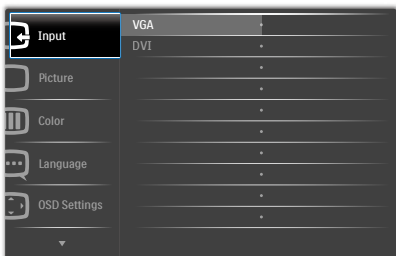 Input
VGA
DVI
Picture
Color
Language
OSD Settings